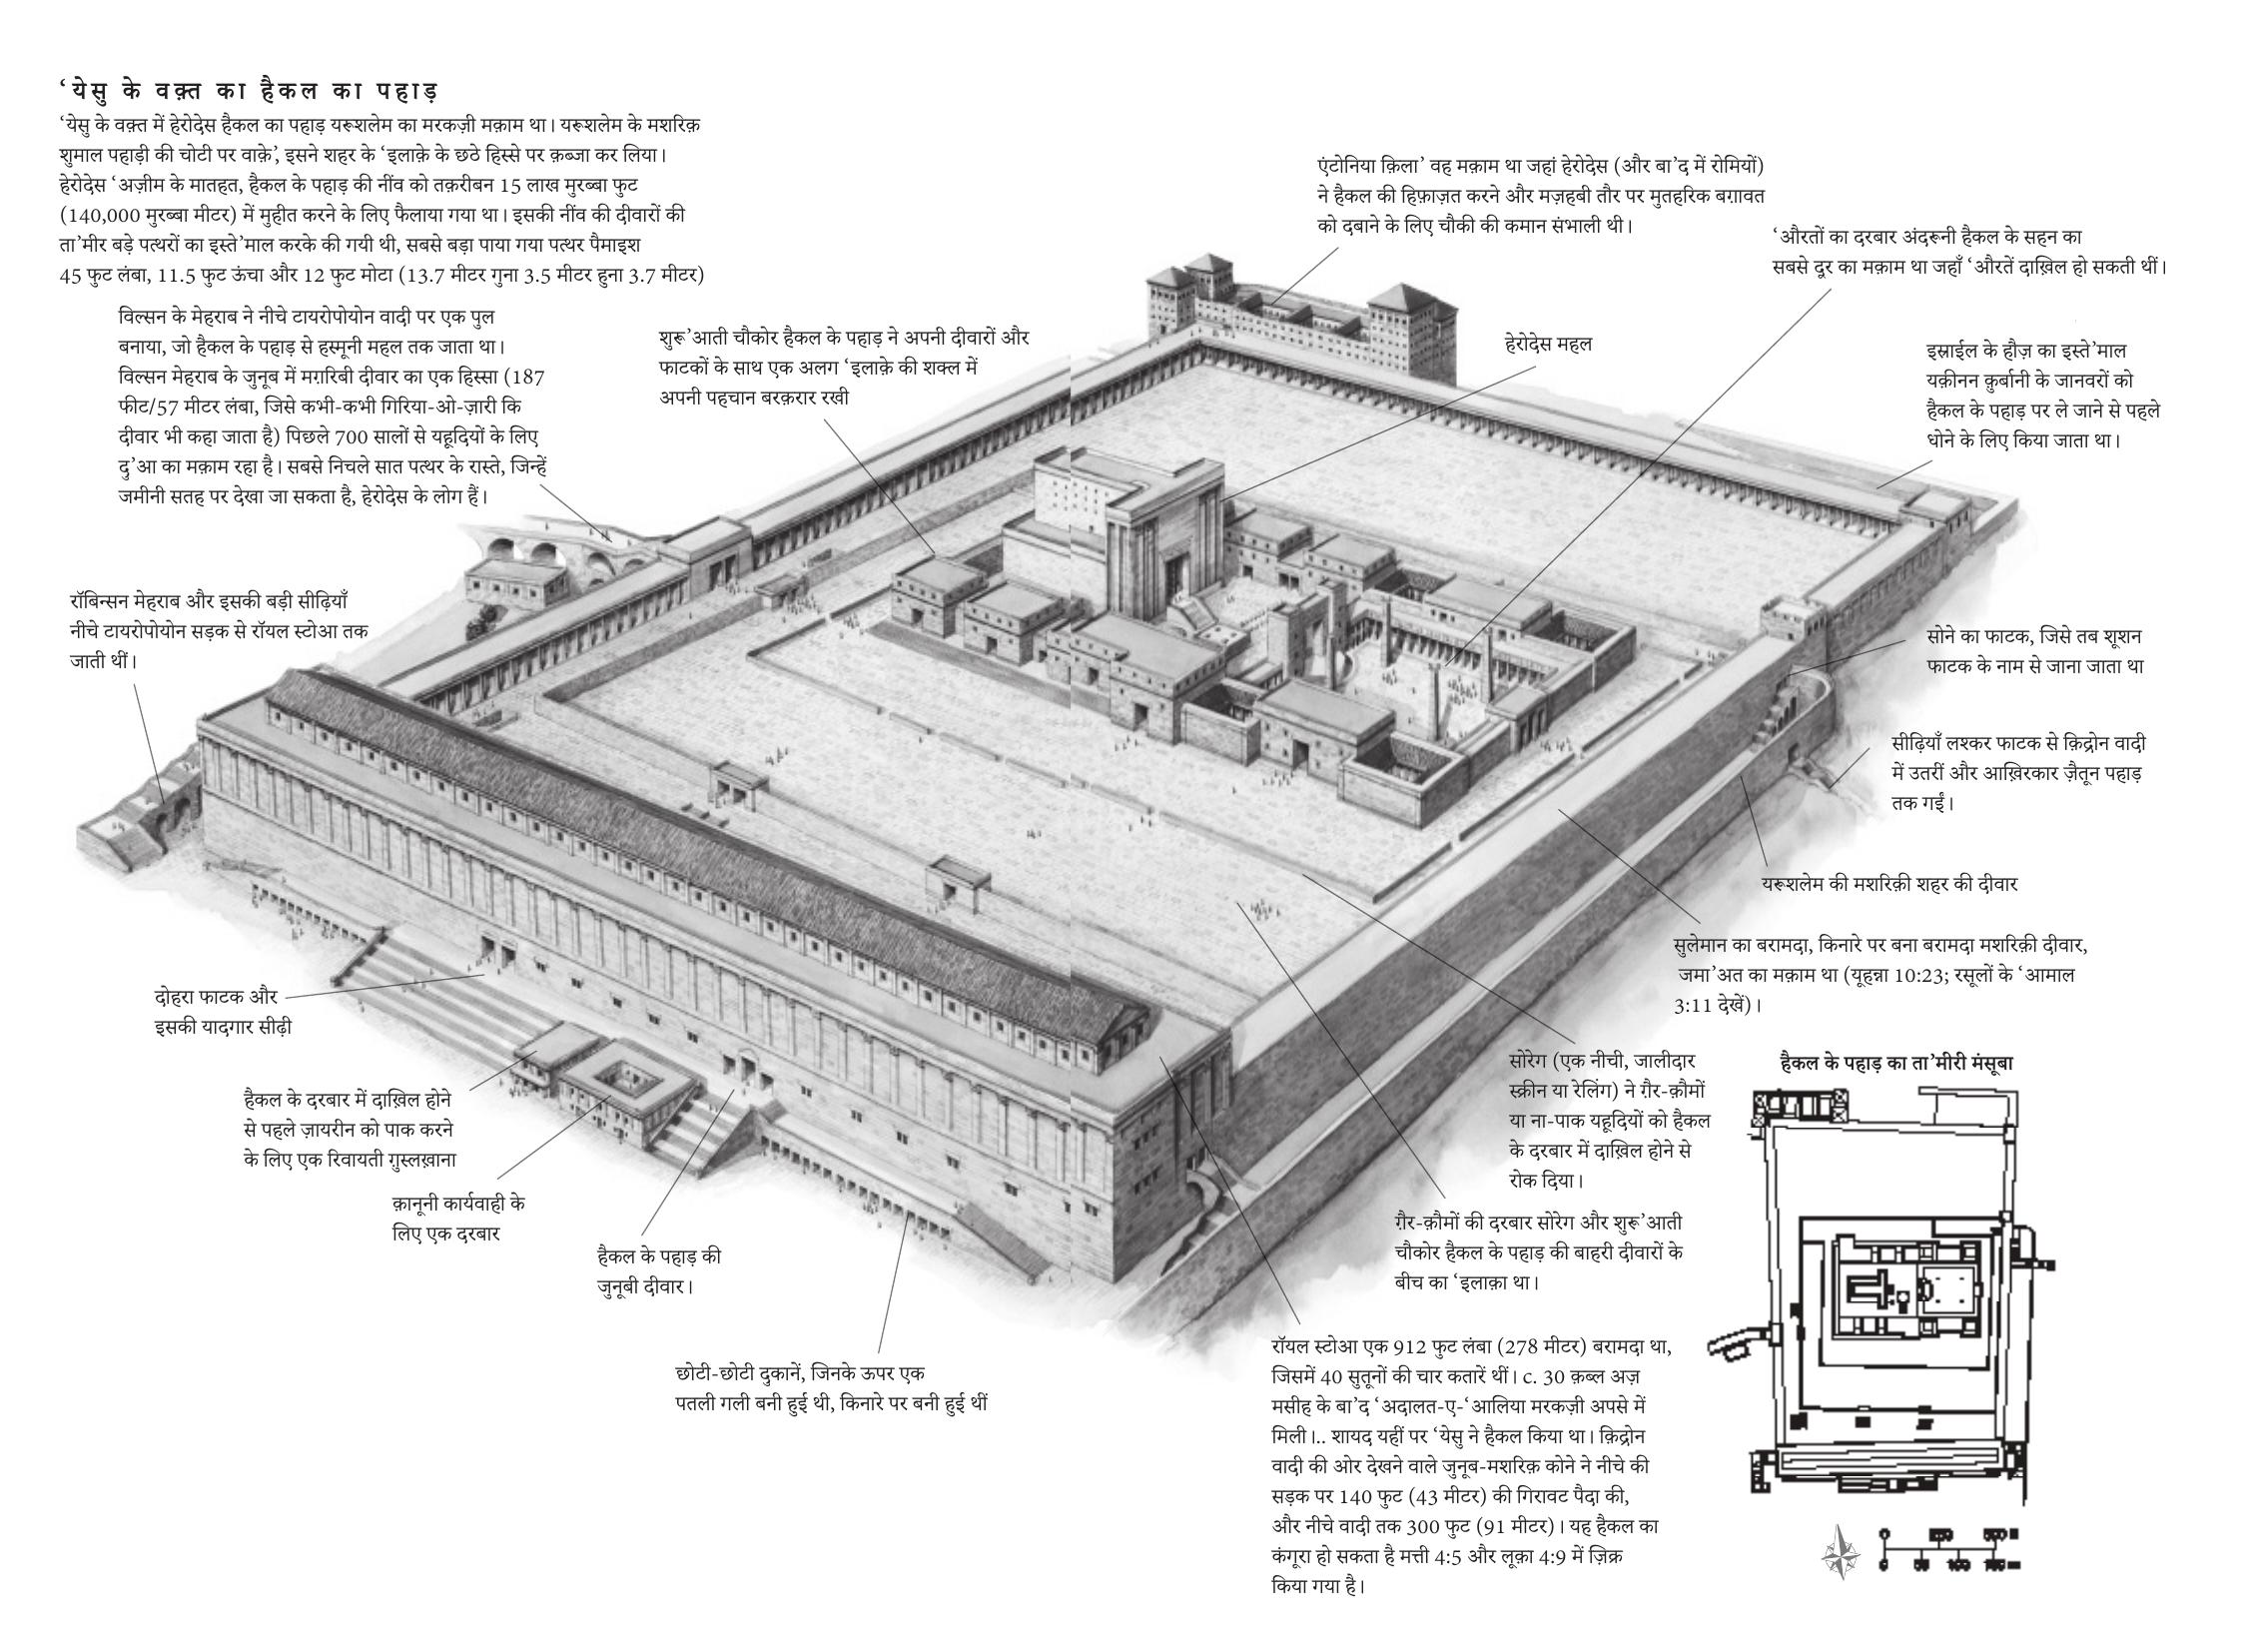 ‘येसु के वक़्त का हैकल का पहाड़
‘येसु के वक़्त में हेरोदेस हैकल का पहाड़ यरूशलेम का मरकज़ी मक़ाम था। यरूशलेम के मशरिक़
शुमाल पहाड़ी की चोटी पर वाक़े’, इसने शहर के ‘इलाक़े के छठे हिस्से पर क़ब्जा कर लिया।
हेरोदेस ‘अज़ीम के मातहत, हैकल के पहाड़ की नींव को तक़रीबन 15 लाख मुरब्बा फुट
(140,000 मुरब्बा मीटर) में मुहीत करने के लिए फैलाया गया था। इसकी नींव की दीवारों की
ता’मीर बड़े पत्थरों का इस्ते’माल करके की गयी थी, सबसे बड़ा पाया गया पत्थर पैमाइश
45 फुट लंबा, 11.5 फुट ऊंचा और 12 फुट मोटा (13.7 मीटर गुना 3.5 मीटर हुना 3.7 मीटर)
विल्सन के मेहराब ने नीचे टायरोपोयोन वादी पर एक पुल
बनाया, जो हैकल के पहाड़ से हस्मूनी महल तक जाता था।
विल्सन मेहराब के जुनूब में मग़रिबी दीवार का एक हिस्सा (187
फीट/57 मीटर लंबा, जिसे कभी-कभी गिरिया-ओ-ज़ारी कि
दीवार भी कहा जाता है) पिछले 700 सालों से यहूदियों के लिए
दु’आ का मक़ाम रहा है। सबसे निचले सात पत्थर के रास्ते, जिन्हें
जमीनी सतह पर देखा जा सकता है, हेरोदेस के लोग हैं।
शुरू’आती चौकोर हैकल के पहाड़ ने अपनी दीवारों और
फाटकों के साथ एक अलग ‘इलाक़े की शक्ल में
अपनी पहचान बरक़रार रखी
एंटोनिया क़िला’ वह मक़ाम था जहां हेरोदेस (और बा’द में रोमियों)
ने हैकल की हिफ़ाज़त करने और मज़हबी तौर पर मुतहरिक बग़ावत
को दबाने के लिए चौकी की कमान संभाली थी।
‘औरतों का दरबार अंदरूनी हैकल के सहन का
सबसे दूर का मक़ाम था जहाँ ‘औरतें दाख़िल हो सकती थीं।
हेरोदेस महल
इस्राईल के हौज़ का इस्ते’माल
यक़ीनन क़ुर्बानी के जानवरों को
हैकल के पहाड़ पर ले जाने से पहले
धोने के लिए किया जाता था।
रॉबिन्सन मेहराब और इसकी बड़ी सीढ़ियाँ
नीचे टायरोपोयोन सड़क से रॉयल स्टोआ तक
जाती थीं।
सोने का फाटक, जिसे तब शूशन
फाटक के नाम से जाना जाता था
सीढ़ियाँ लश्कर फाटक से क़िद्रोन वादी
में उतरीं और आख़िरकार ज़ैतून पहाड़
तक गईं।
यरूशलेम की मशरिक़ी शहर की दीवार
सुलेमान का बरामदा, किनारे पर बना बरामदा मशरिक़ी दीवार,
जमा’अत का मक़ाम था (यूहन्ना 10:23; रसूलों के ‘आमाल
3:11 देखें)।
दोहरा फाटक और
इसकी यादगार सीढ़ी
हैकल के दरबार में दाख़िल होने
से पहले ज़ायरीन को पाक करने
के लिए एक रिवायती ग़ुस्लख़ाना
क़ानूनी कार्यवाही के
लिए एक दरबार
हैकल के पहाड़ की
जुनूबी दीवार।
छोटी-छोटी दुकानें, जिनके ऊपर एक
पतली गली बनी हुई थी, किनारे पर बनी हुई थीं
सोरेग (एक नीची, जालीदार
स्क्रीन या रेलिंग) ने ग़ैर-क़ौमों
या ना-पाक यहूदियों को हैकल
के दरबार में दाख़िल होने से
रोक दिया।
ग़ैर-क़ौमों की दरबार सोरेग और शुरू’आती
चौकोर हैकल के पहाड़ की बाहरी दीवारों के
बीच का ‘इलाक़ा था।
रॉयल स्टोआ एक 912 फुट लंबा (278 मीटर) बरामदा था,
जिसमें 40 सुतूनों की चार कतारें थीं। c. 30 क़ब्ल अज़
मसीह के बा’द ‘अदालत-ए-‘आलिया मरकज़ी अपसे में
मिली।.. शायद यहीं पर ‘येसु ने हैकल किया था। क़िद्रोन
वादी की ओर देखने वाले जुनूब-मशरिक़ कोने ने नीचे की
सड़क पर 140 फुट (43 मीटर) की गिरावट पैदा की,
और नीचे वादी तक 300 फुट (91 मीटर)। यह हैकल का
कंगूरा हो सकता है मत्ती 4:5 और लूक़ा 4:9 में ज़िक्र
किया गया है।
हैकल के पहाड़ का ता’मीरी मंसूबा